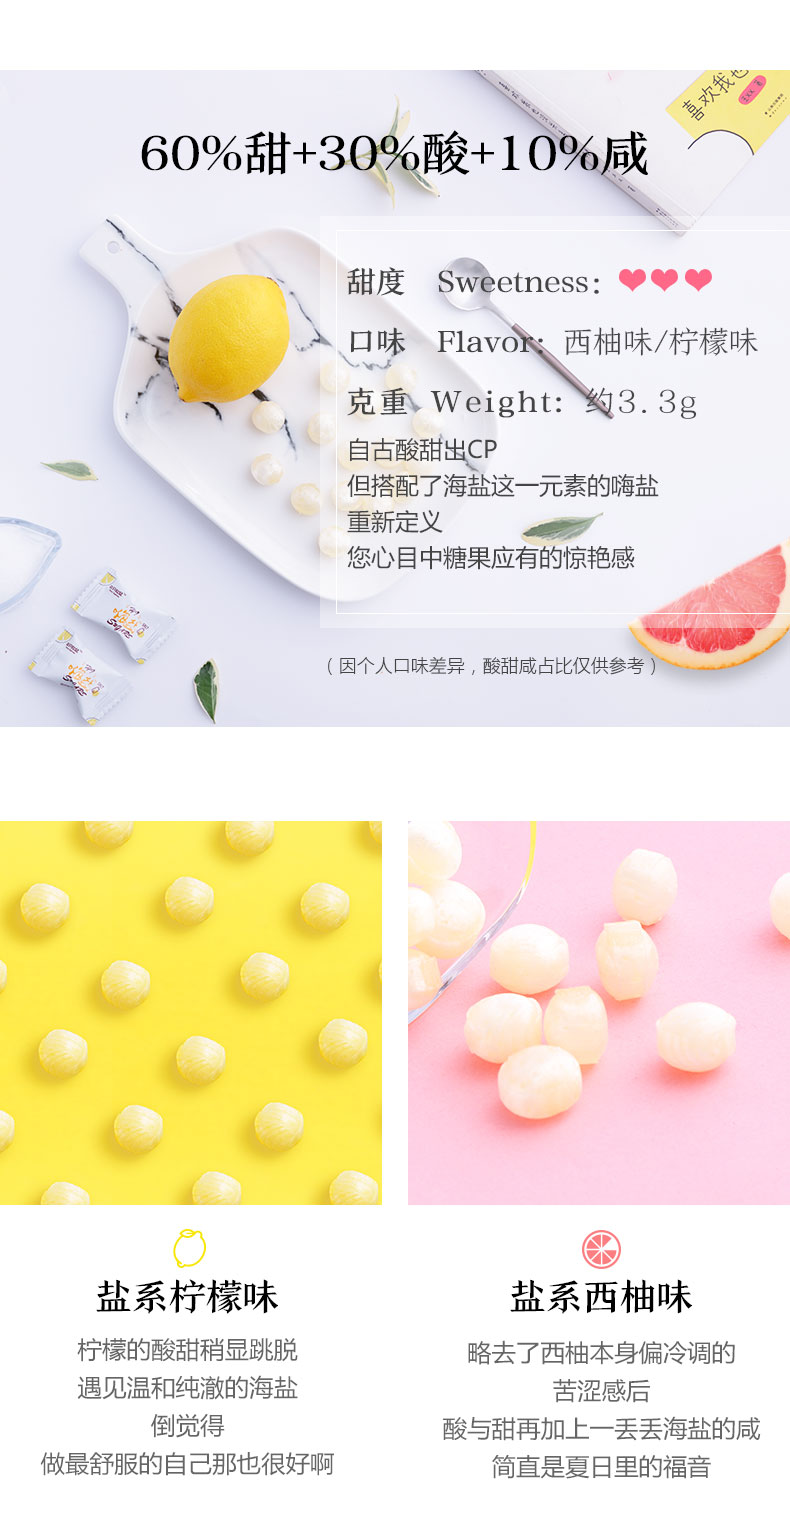 喜欢我也
60%甜+30%酸+10%咸
甜度 Sweetness: ❤❤❤
口味 Flavor: 西柚味/柠檬味
克重 Weight: 约3.3g
自古酸甜出CP
但搭配了海盐这一元素的嗨盐
重新定义
您心目中糖果应有的惊艳感
（因个人口味差异，酸甜咸占比仅供参考）
盐系柠檬味
柠檬的酸甜稍显跳脱
遇见温和纯澈的海盐
倒觉得
做最舒服的自己那也很好啊
盐系西柚味
略去了西柚本身偏冷调的
苦涩感后
酸与甜再加上一丢丢海盐的咸
简直是夏日里的福音